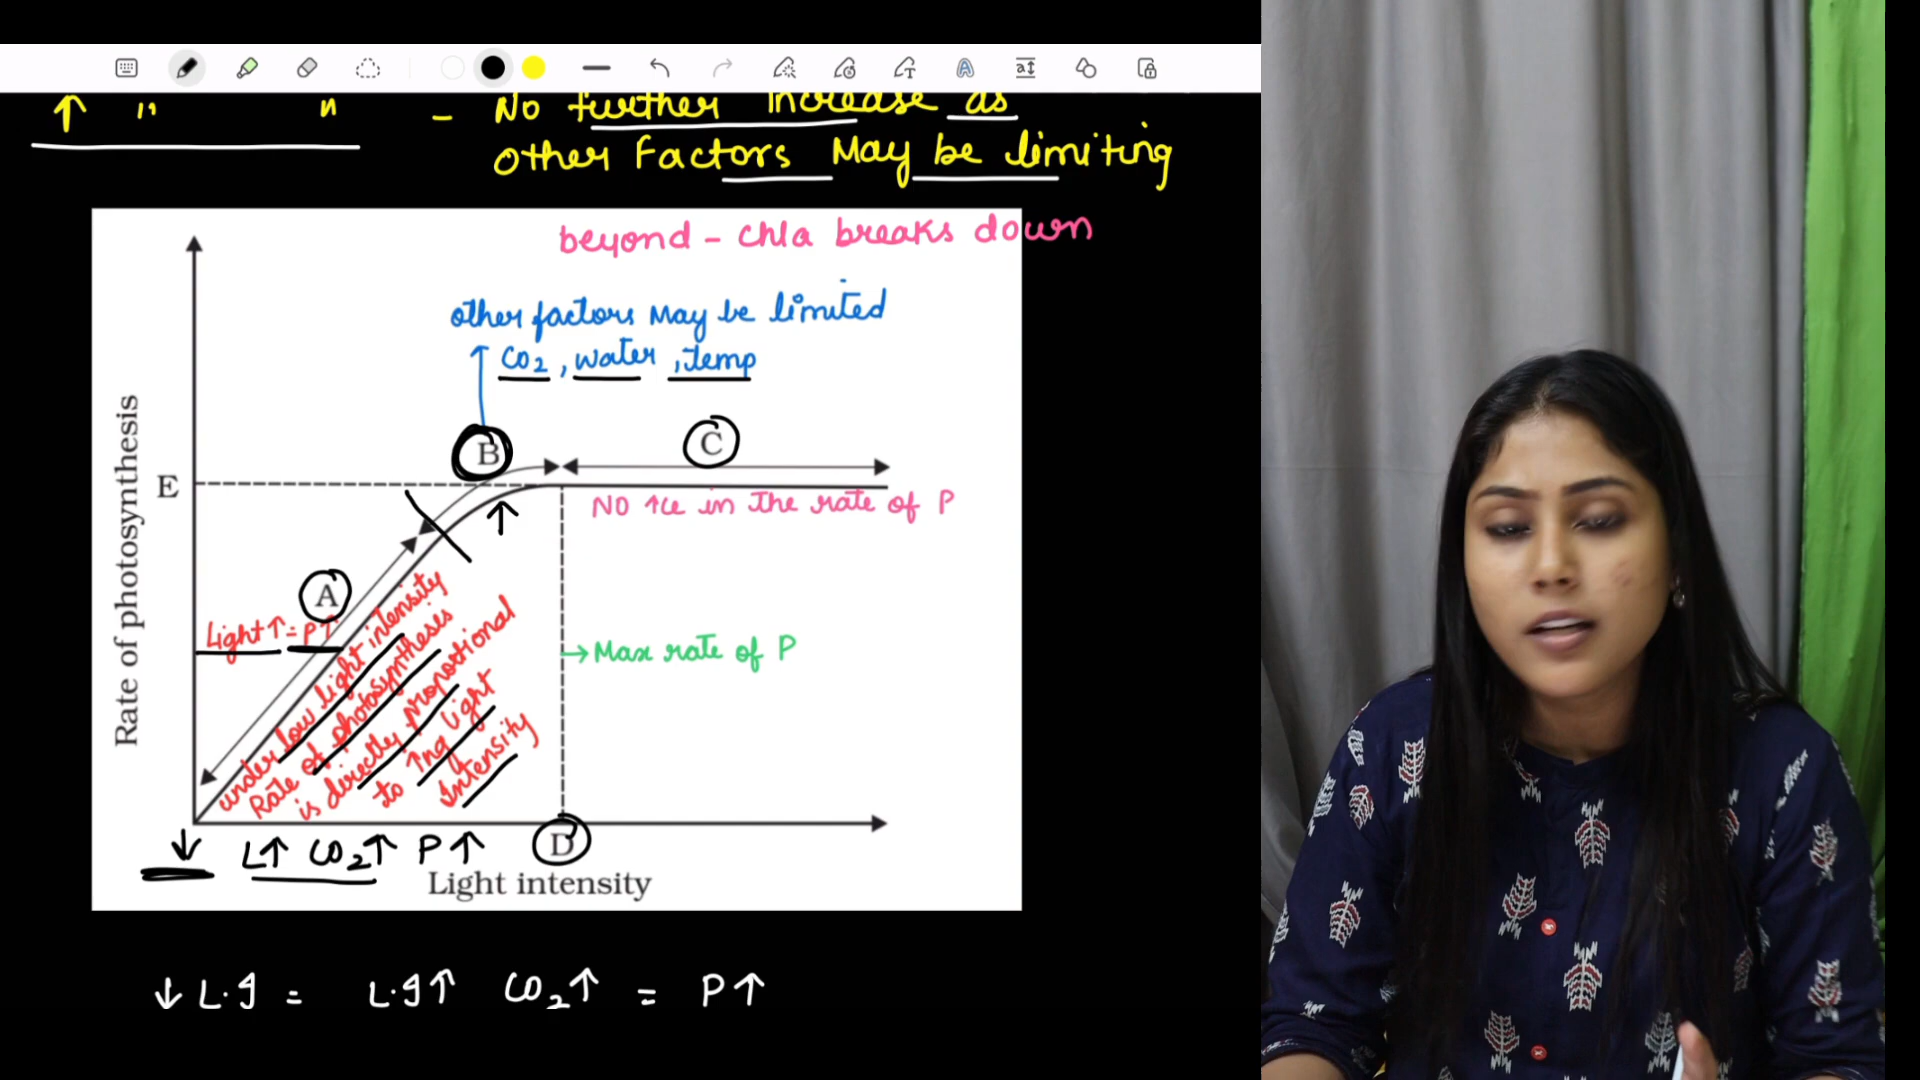 ↑ " " - No further increase as
other Factors May be limiting
beyond - chla breaks down
other factors May be limited
CO2, water, temp
B
C
E
No ↑ce in the rate of P
A
Light↑ = P↑
under low light intensity
Rate of photosynthesis
is directly proportional
to ↑ng light
Intensity
→ Max rate of P
Rate of photosynthesis
↓ L↑ CO2↑ P↑
D
Light intensity
↓ L.g = L.g↑ CO2↑ = P↑